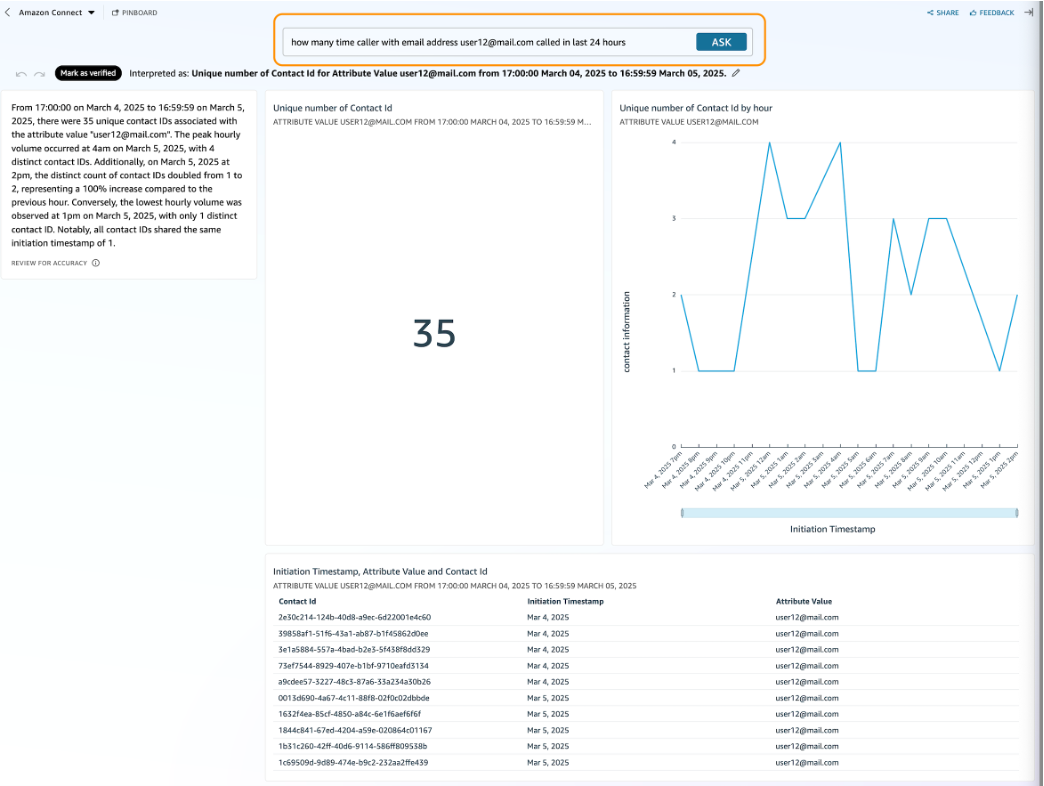 Amazon Connect
PINBOARD
SHARE
FEEDBACK
how many time caller with email address user12@mail.com called in last 24 hours
ASK
Mark as verified
Interpreted as: Unique number of Contact Id for Attribute Value user12@mail.com from 17:00:00 March 04, 2025 to 16:59:59 March 05, 2025.
From 17:00:00 on March 4, 2025 to 16:59:59 on March 5,
2025, there were 35 unique contact IDs associated with
the attribute value "user12@mail.com". The peak hourly
volume occurred at 4am on March 5, 2025, with 4
distinct contact IDs. Additionally, on March 5, 2025 at
2pm, the distinct count of contact IDs doubled from 1 to
2, representing a 100% increase compared to the
previous hour. Conversely, the lowest hourly volume was
observed at 1pm on March 5, 2025, with only 1 distinct
contact ID. Notably, all contact IDs shared the same
initiation timestamp of 1.
REVIEW FOR ACCURACY
Unique number of Contact Id
ATTRIBUTE VALUE USER12@MAIL.COM FROM 17:00:00 MARCH 04, 2025 TO 16:59:59 M...
35
Unique number of Contact Id by hour
ATTRIBUTE VALUE USER12@MAIL.COM
contact information
4
3
2
1
0
Mar 4, 2025 7pm
Mar 4, 2025 8pm
Mar 4, 2025 9pm
Mar 4, 2025 10pm
Mar 4, 2025 11pm
Mar 5, 2025 12am
Mar 5, 2025 1am
Mar 5, 2025 2am
Mar 5, 2025 3am
Mar 5, 2025 4am
Mar 5, 2025 5am
Mar 5, 2025 6am
Mar 5, 2025 7am
Mar 5, 2025 8am
Mar 5, 2025 9am
Mar 5, 2025 10am
Mar 5, 2025 11am
Mar 5, 2025 12pm
Mar 5, 2025 1pm
Mar 5, 2025 2pm
Initiation Timestamp
Initiation Timestamp, Attribute Value and Contact Id
ATTRIBUTE VALUE USER12@MAIL.COM FROM 17:00:00 MARCH 04, 2025 TO 16:59:59 MARCH 05, 2025
Contact Id Initiation Timestamp Attribute Value
2e30c214-124b-40d8-a9ec-6d22001e4c60 Mar 4, 2025 user12@mail.com
39858af1-51f6-43a1-ab87-b1f45862d0ee Mar 4, 2025 user12@mail.com
3e1a5884-557a-4bad-b2e3-5f438f8dd329 Mar 4, 2025 user12@mail.com
73ef7544-8929-407e-b1bf-9710eafd3134 Mar 4, 2025 user12@mail.com
a9cdee57-3227-48c3-87a6-33a234a30b26 Mar 4, 2025 user12@mail.com
0013d690-4a67-4c11-88f8-02f0c02dbbde Mar 5, 2025 user12@mail.com
1632f4ea-85cf-4850-a84c-6e1f6aef6f6f Mar 5, 2025 user12@mail.com
1844c841-67ed-4204-a59e-020864c01167 Mar 5, 2025 user12@mail.com
1b31c260-42ff-40d6-9114-586ff809538b Mar 5, 2025 user12@mail.com
1c69509d-9d89-474e-b9c2-232aa2ffe439 Mar 5, 2025 user12@mail.com